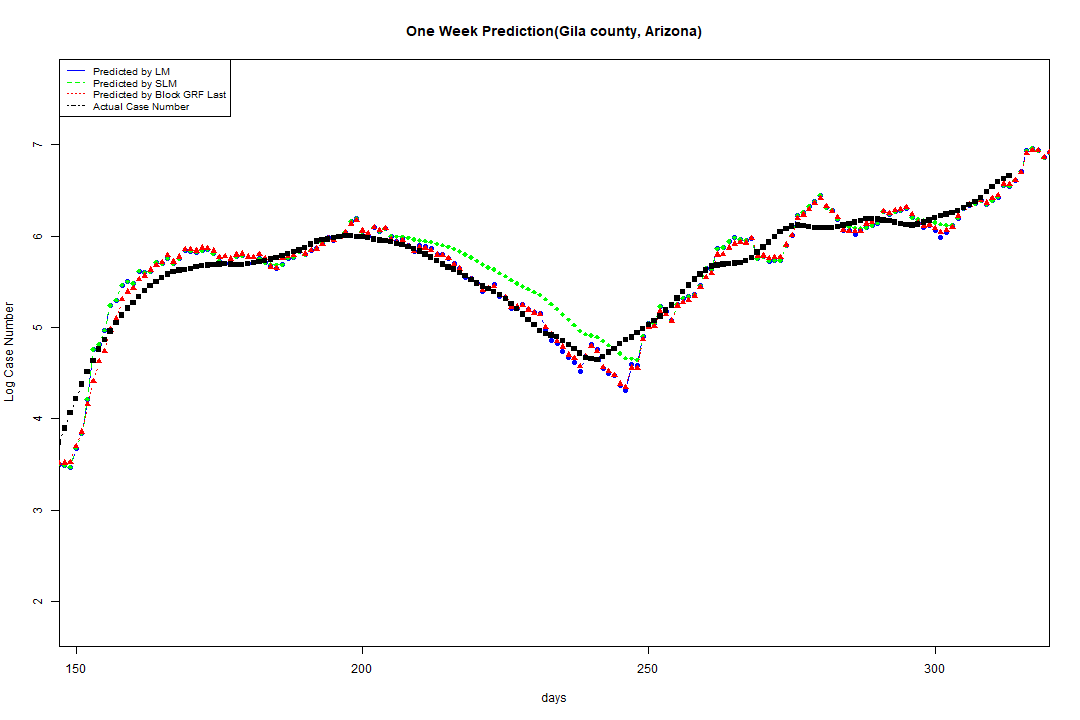 One Week Prediction(Gila county, Arizona)
Predicted by LM
Predicted by SLM
Predicted by Block GRF Last
Actual Case Number
7
6
5
4
3
2
Log Case Number
150 200 250 300
days